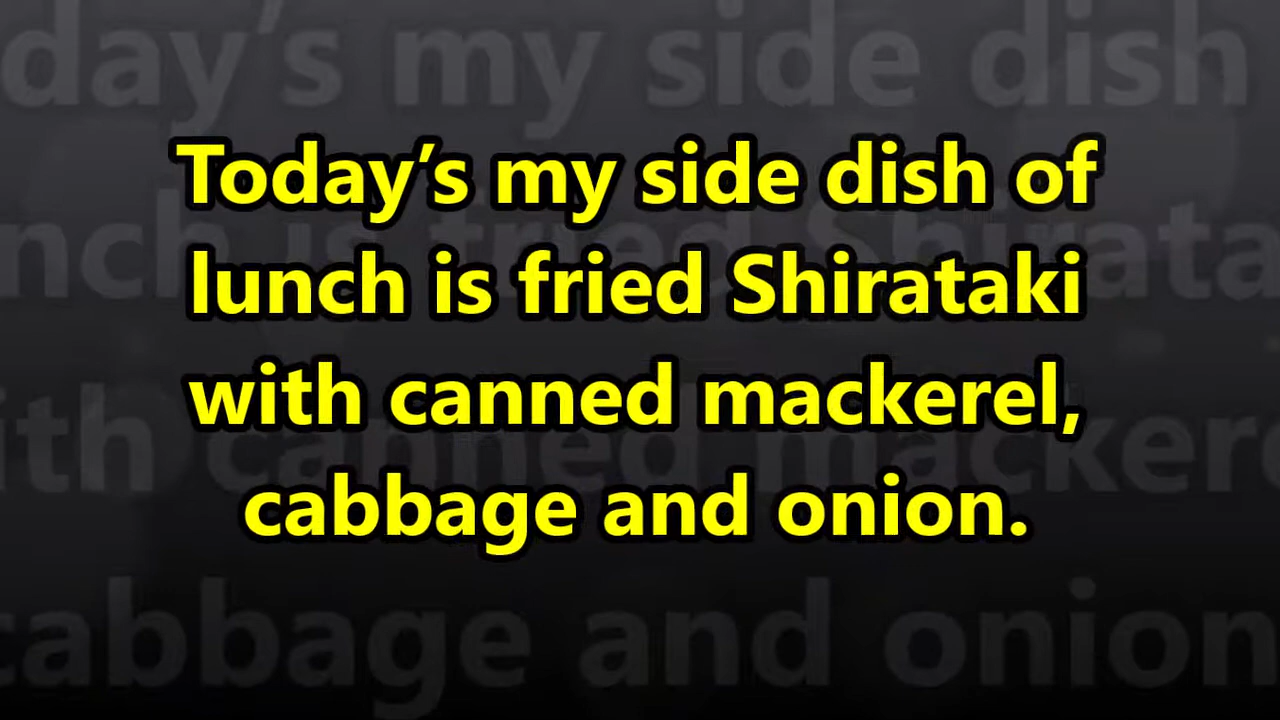 Today’s my side dish of
lunch is fried Shirataki
with canned mackerel,
cabbage and onion.